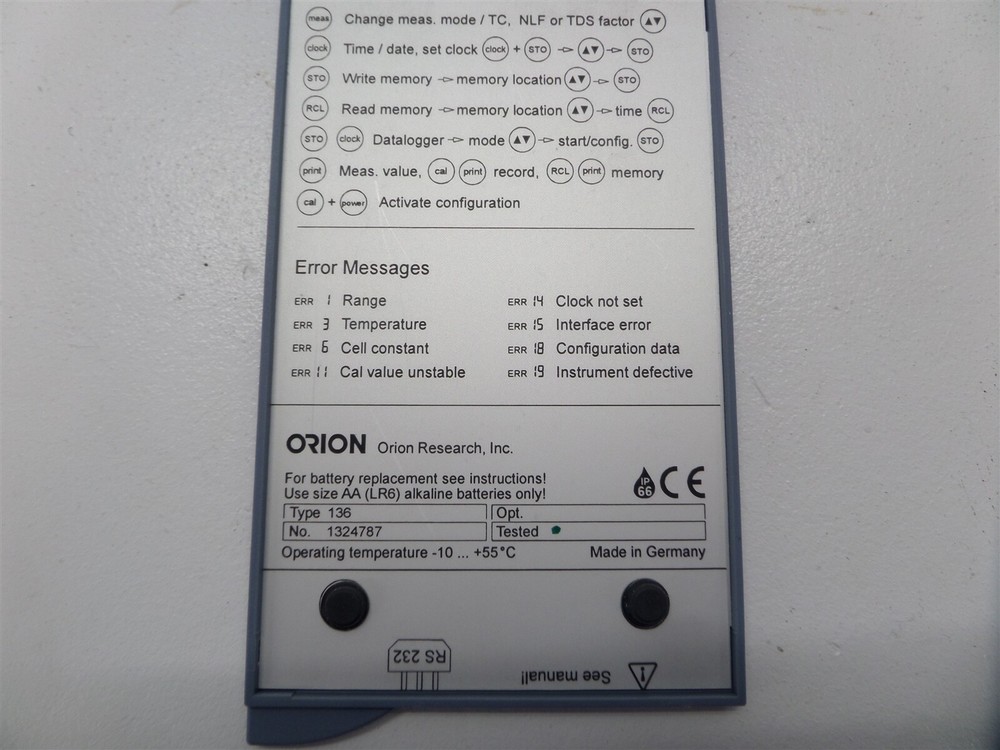 meas Change meas. mode / TC, NLF or TDS factor ▲▼
clock Time / date, set clock clock + STO ▲▼ STO
STO Write memory memory location ▲▼ STO
RCL Read memory memory location ▲▼ time RCL
STO clock Datalogger mode ▲▼ start/config. STO
print Meas. value, cal print record, RCL print memory
cal + power Activate configuration
Error Messages
ERR 1 Range ERR 14 Clock not set
ERR 3 Temperature ERR 15 Interface error
ERR 6 Cell constant ERR 18 Configuration data
ERR 11 Cal value unstable ERR 19 Instrument defective
ORION Orion Research, Inc.
For battery replacement see instructions!
Use size AA (LR6) alkaline batteries only!
IP 66 CE
Type 136 Opt.
No. 1324787 Tested
Operating temperature -10 ... +55°C Made in Germany
RS 232
See manual! !